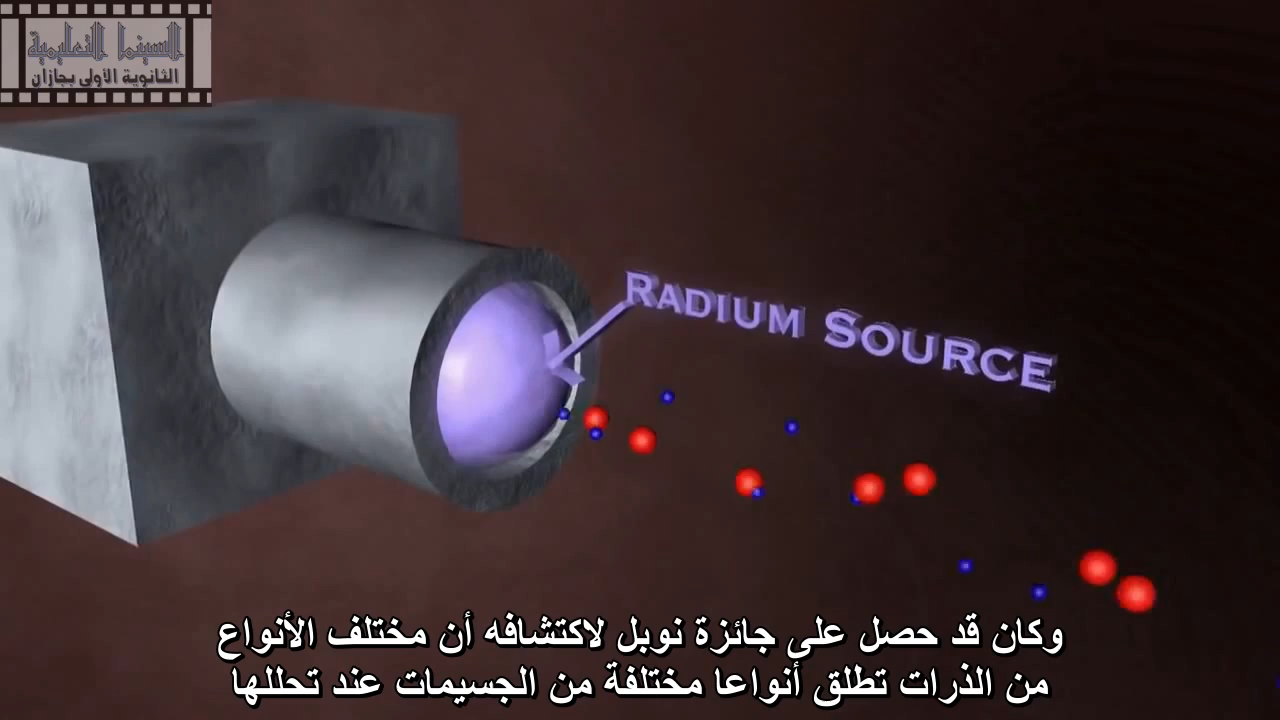 السينما التعليمية
الثانوية الأولى بجازان
RADIUM SOURCE
وكان قد حصل على جائزة نوبل لاكتشافه أن مختلف الأنواع
من الذرات تطلق أنواعا مختلفة من الجسيمات عند تحللها